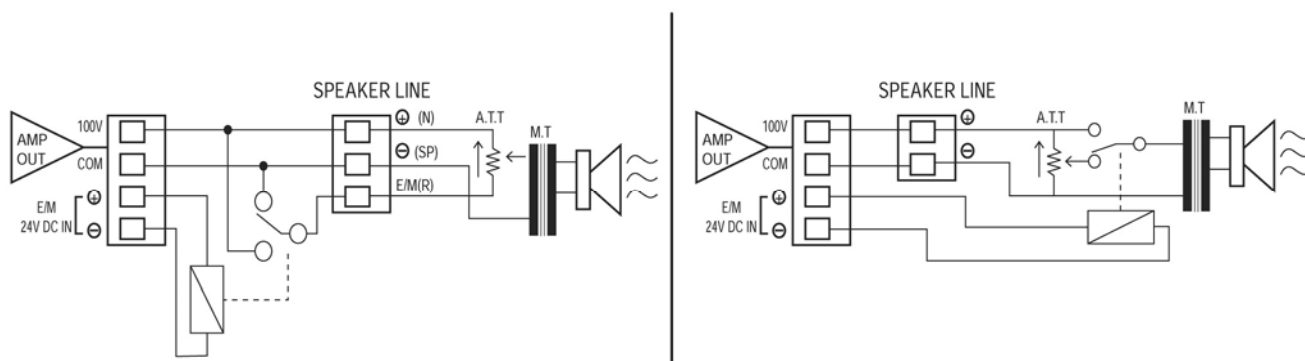 SPEAKER LINE
AMP
OUT
100V
COM
⊕
E/M
24V DC IN
⊖
⊕ (N)
⊖ (SP)
E/M(R)
A.T.T
M.T
SPEAKER LINE
AMP
OUT
100V
COM
⊕
E/M
24V DC IN
⊖
⊕
⊖
A.T.T
M.T